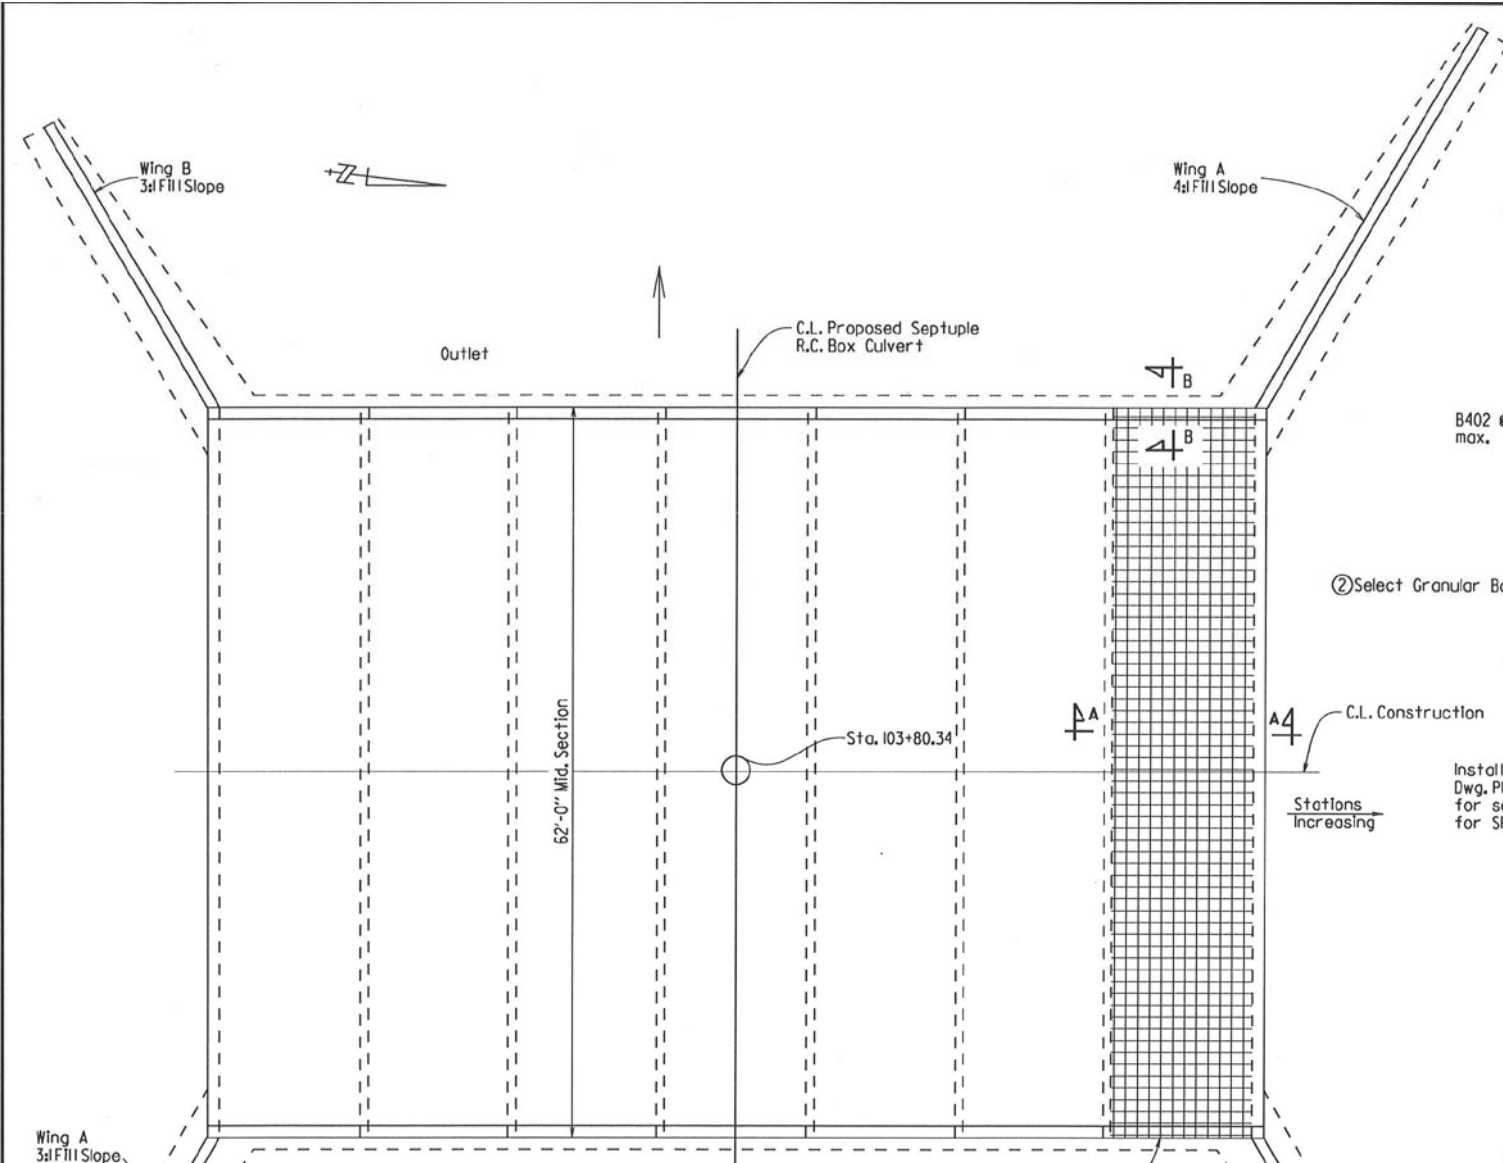 Wing B
3:1 Fill Slope
N
Wing A
4:1 Fill Slope
C.L. Proposed Septuple
R.C. Box Culvert
Outlet
B
B
B402
max.
②Select Granular
62'-0" Mid. Section
A
A
C.L. Construction
Sta. 103+80.34
Stations
Increasing
Install
Dwg.
for
for
Wing A
3:1 Fill Slope